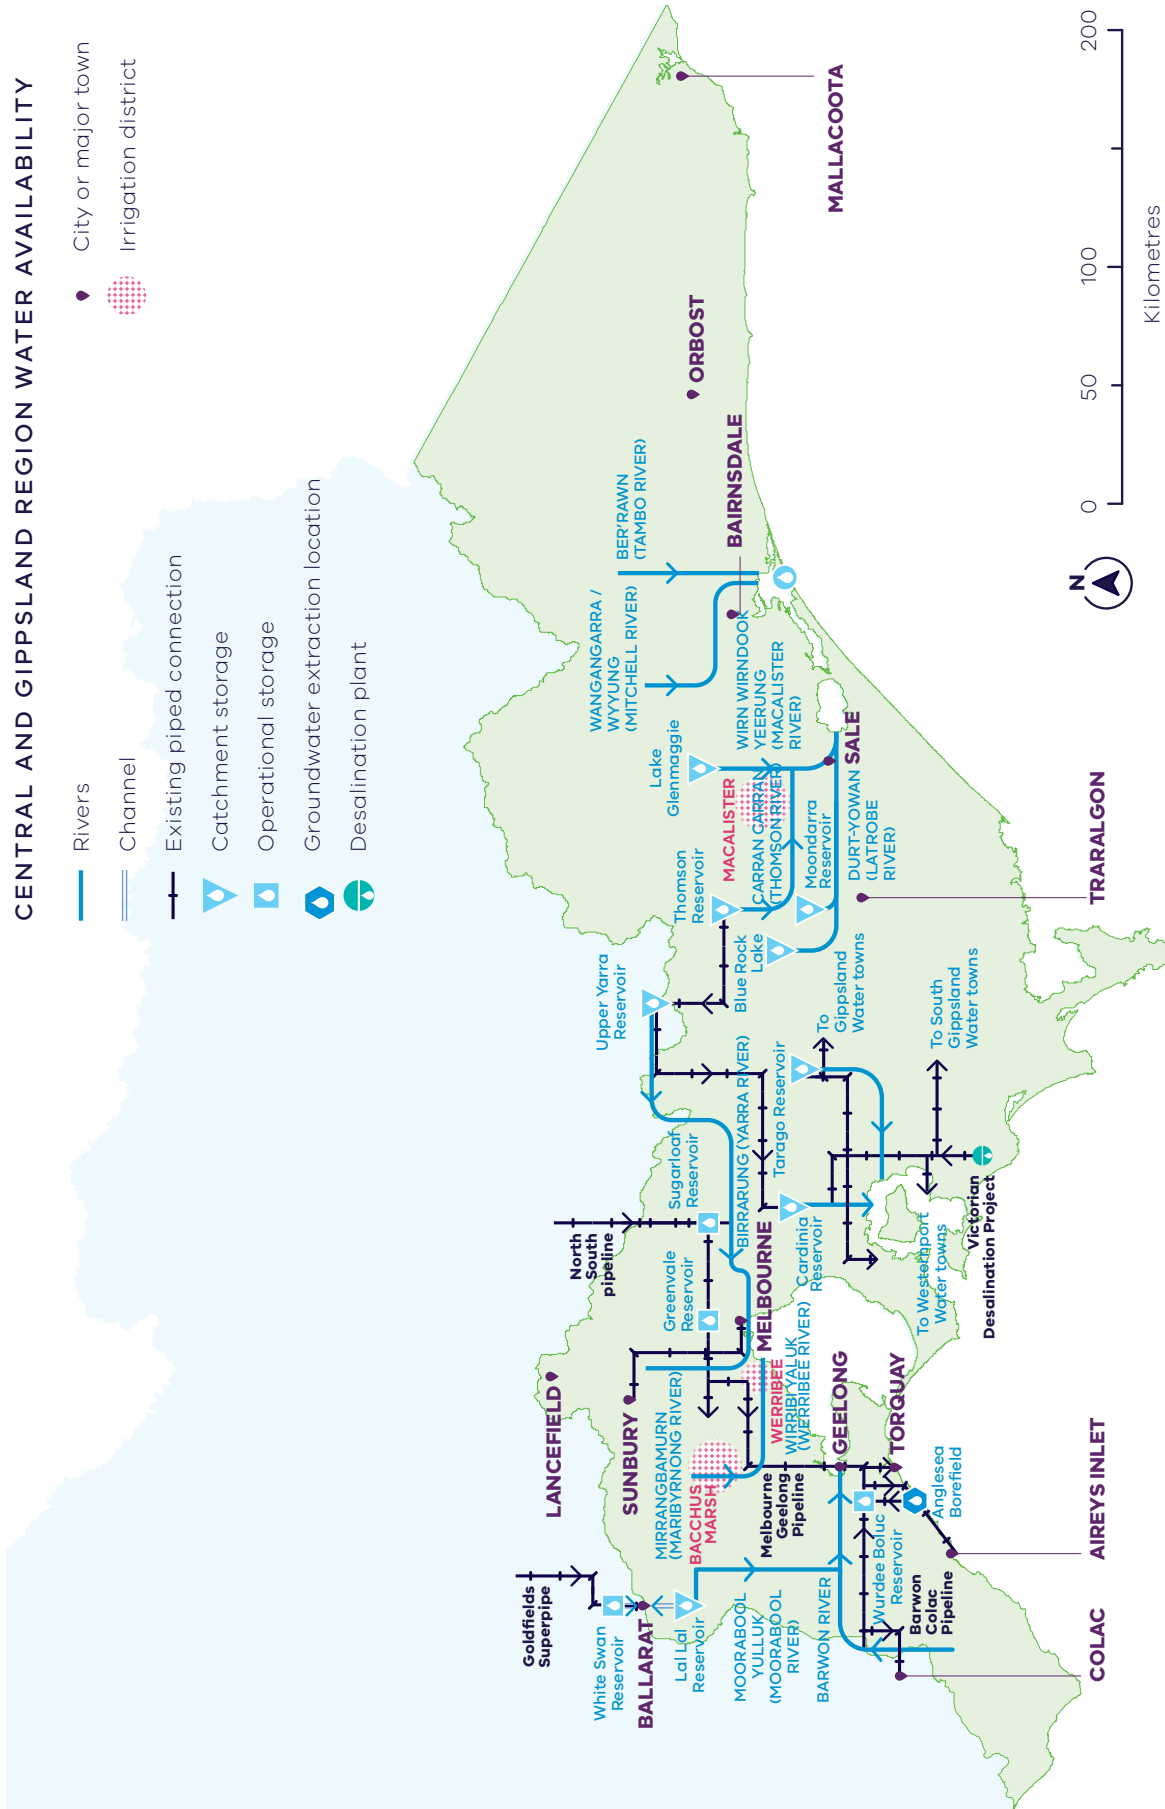 CENTRAL AND GIPPSLAND REGION WATER AVAILABILITY
Rivers
Channel
Existing piped connection
Catchment storage
Operational storage
Groundwater extraction location
Desalination plant
City or major town
Irrigation district
Goldfields
Superpipe
White Swan
Reservoir
BALLARAT
Lal Lal
Reservoir
MOORABOOL
YULLUK
(MOORABOOL
RIVER)
BARWON RIVER
Wurdee Boluc
Reservoir
Barwon
Colac
Pipeline
COLAC
AIREYS INLET
Anglesea
Borefield
TORQUAY
GEELONG
Melbourne
Geelong
Pipeline
LANCEFIELD
SUNBURY
MIRRANGBAMURN
(MARIBYRNONG RIVER)
BACCHUS
MARSH
WERRIBEE
WIRRIBI YALUK
(WERRIBEE RIVER)
MELBOURNE
North
South
pipeline
Greenvale
Reservoir
Sugarloaf
Reservoir
BIRRARUNG (YARRA RIVER)
Cardinia
Reservoir
Tarago Reservoir
To Westernport
Water towns
Victorian
Desalination Project
To South
Gippsland
Water towns
To
Gippsland
Water towns
Upper Yarra
Reservoir
Thomson
Reservoir
Blue Rock
Lake
Moondarra
Reservoir
MACALISTER
CARRAN CARRAN
(THOMSON RIVER)
DURT-YOWAN
(LATROBE
RIVER)
Lake
Glenmaggie
WIRN WIRNDOOK
YEERUNG
(MACALISTER
RIVER)
SALE
TRARALGON
WANGANGARRA /
WYYUNG
(MITCHELL RIVER)
BER'RAWN
(TAMBO RIVER)
BAIRNSDALE
ORBOST
MALLACOOTA
N
0
50
100
200
Kilometres